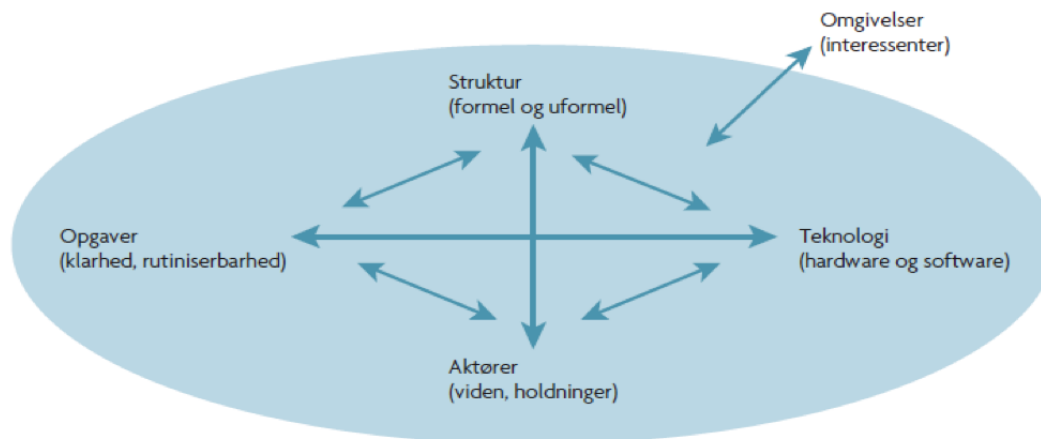 Omgivelser
(interessenter)
Struktur
(formel og uformel)
Opgaver
(klarhed, rutiniserbarhed)
Teknologi
(hardware og software)
Aktører
(viden, holdninger)